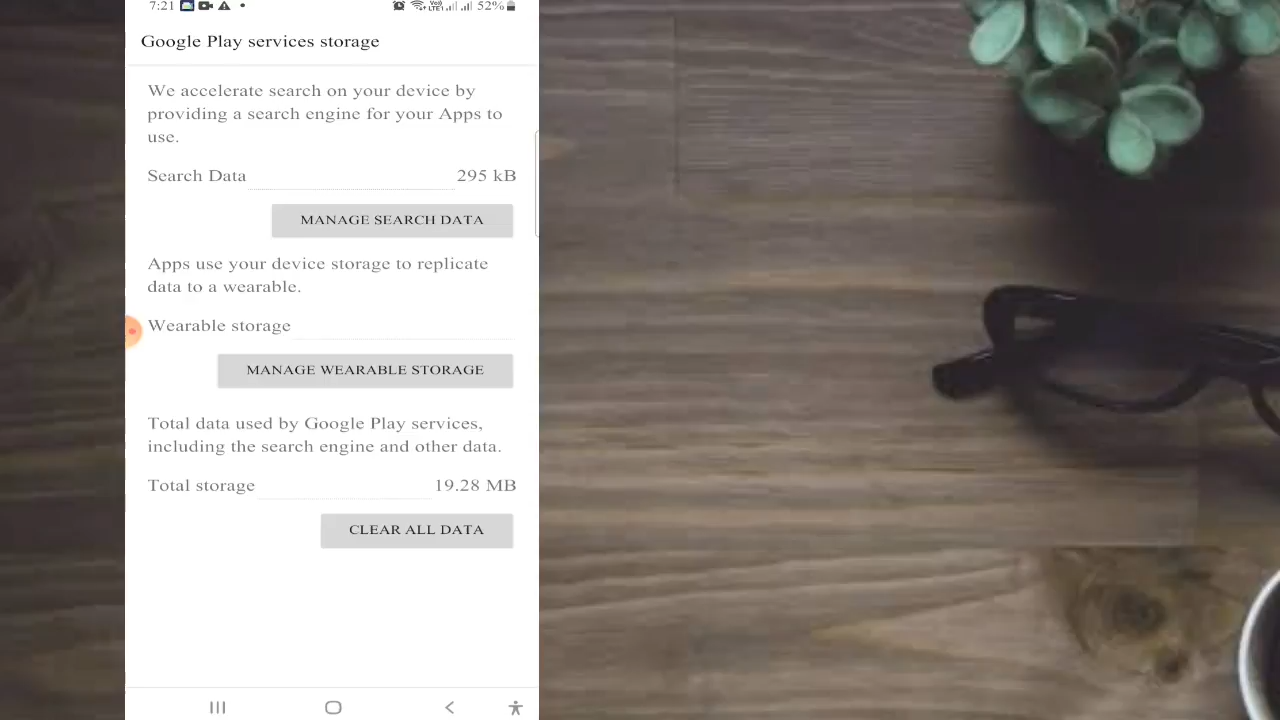 7:21 52%
Google Play services storage
We accelerate search on your device by
providing a search engine for your Apps to
use.
Search Data 295 kB
MANAGE SEARCH DATA
Apps use your device storage to replicate
data to a wearable.
Wearable storage
MANAGE WEARABLE STORAGE
Total data used by Google Play services,
including the search engine and other data.
Total storage 19.28 MB
CLEAR ALL DATA